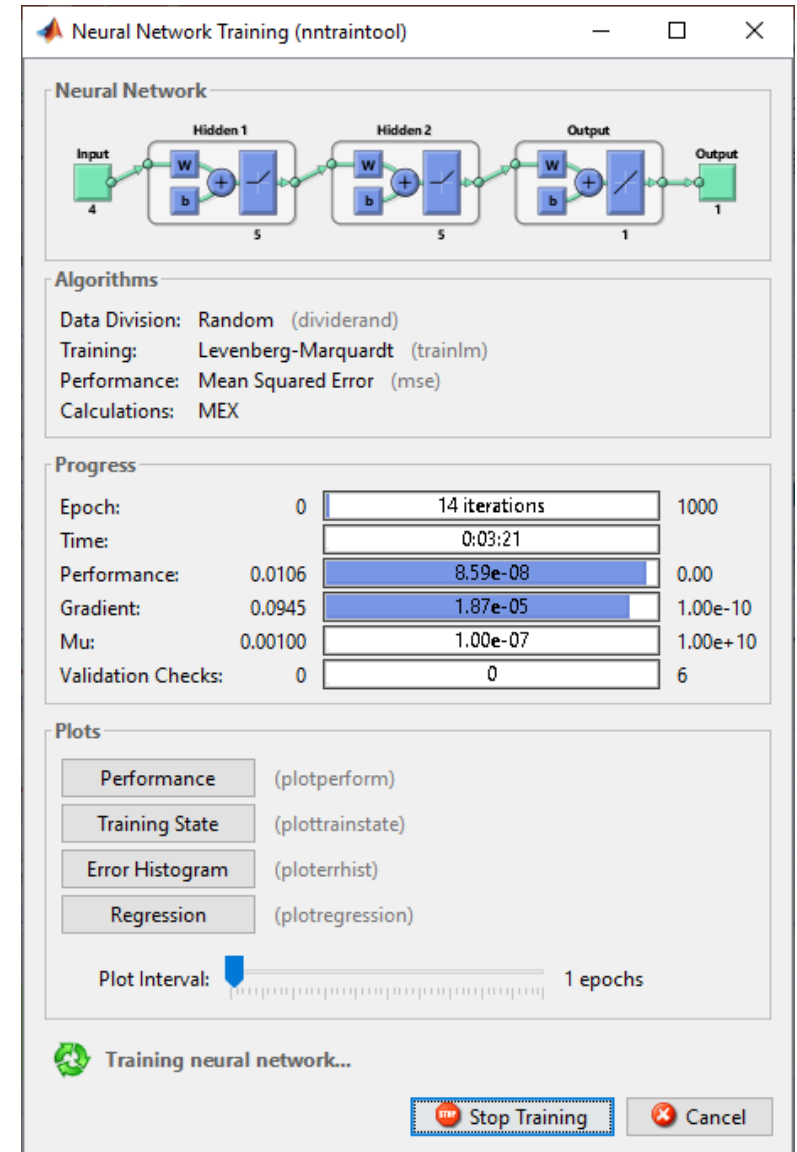 Neural Network Training (nntraintool)
Neural Network
Hidden 1 Hidden 2 Output
Input Output
W W W
b b b
+ + +
4 5 5 1 1
Algorithms
Data Division: Random (dividerand)
Training: Levenberg-Marquardt (trainlm)
Performance: Mean Squared Error (mse)
Calculations: MEX
Progress
Epoch: 0 14 iterations 1000
Time: 0:03:21
Performance: 0.0106 8.59e-08 0.00
Gradient: 0.0945 1.87e-05 1.00e-10
Mu: 0.00100 1.00e-07 1.00e+10
Validation Checks: 0 0 6
Plots
Performance (plotperform)
Training State (plottrainstate)
Error Histogram (ploterrhist)
Regression (plotregression)
Plot Interval: 1 epochs
Training neural network...
STOP Stop Training Cancel